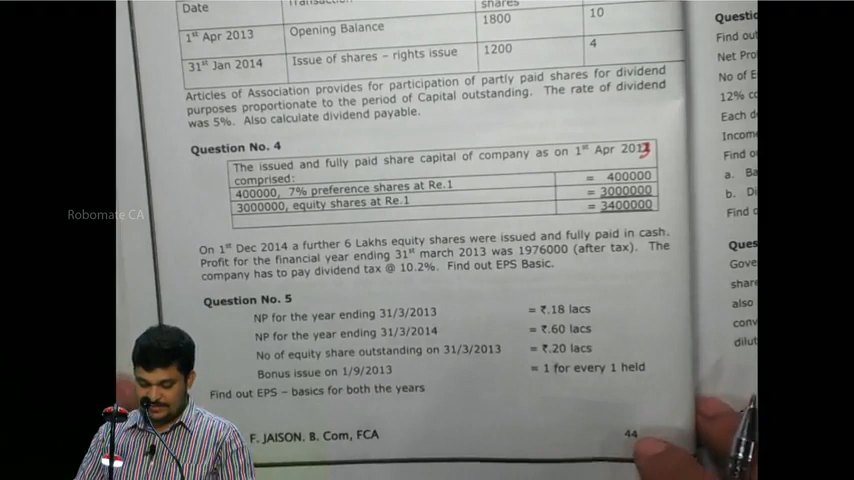 Date Transaction shares
1st Apr 2013 Opening Balance 1800 10
31st Jan 2014 Issue of shares – rights issue 1200 4
Articles of Association provides for participation of partly paid shares for dividend
purposes proportionate to the period of Capital outstanding. The rate of dividend
was 5%. Also calculate dividend payable.
Question No. 4
The issued and fully paid share capital of company as on 1st Apr 2013
comprised:
400000, 7% preference shares at Re.1 = 400000
3000000, equity shares at Re.1 = 3000000
= 3400000
On 1st Dec 2014 a further 6 Lakhs equity shares were issued and fully paid in cash.
Profit for the financial year ending 31st march 2013 was 1976000 (after tax). The
company has to pay dividend tax @ 10.2%. Find out EPS Basic.
Question No. 5
NP for the year ending 31/3/2013 = ₹.18 lacs
NP for the year ending 31/3/2014 = ₹.60 lacs
No of equity share outstanding on 31/3/2013 = ₹.20 lacs
Bonus issue on 1/9/2013 = 1 for every 1 held
Find out EPS – basics for both the years
F. JAISON. B. Com, FCA 44
Robomate CA
Find out
No of E
12% co
Each d
Find o
a. Ba
b. Di
Find
Gove
share
also
conv
dilut